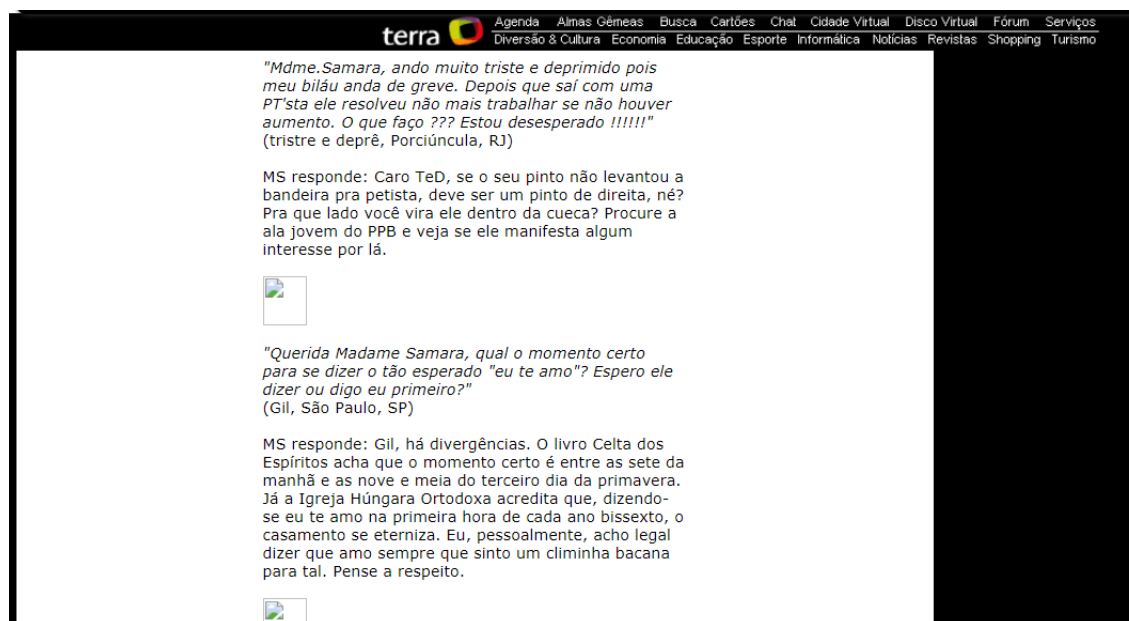 terra
Agenda Almas Gêmeas Busca Cartões Chat Cidade Virtual Disco Virtual Fórum Serviços
Diversão & Cultura Economia Educação Esporte Informática Notícias Revistas Shopping Turismo
"Mdme.Samara, ando muito triste e deprimido pois
meu biláu anda de greve. Depois que saí com uma
PT'sta ele resolveu não mais trabalhar se não houver
aumento. O que faço ??? Estou desesperado !!!!!!"
(tristre e deprê, Porciúncula, RJ)
MS responde: Caro TeD, se o seu pinto não levantou a
bandeira pra petista, deve ser um pinto de direita, né?
Pra que lado você vira ele dentro da cueca? Procure a
ala jovem do PPB e veja se ele manifesta algum
interesse por lá.
"Querida Madame Samara, qual o momento certo
para se dizer o tão esperado "eu te amo"? Espero ele
dizer ou digo eu primeiro?"
(Gil, São Paulo, SP)
MS responde: Gil, há divergências. O livro Celta dos
Espíritos acha que o momento certo é entre as sete da
manhã e as nove e meia do terceiro dia da primavera.
Já a Igreja Húngara Ortodoxa acredita que, dizendo-
se eu te amo na primeira hora de cada ano bissexto, o
casamento se eterniza. Eu, pessoalmente, acho legal
dizer que amo sempre que sinto um climinha bacana
para tal. Pense a respeito.